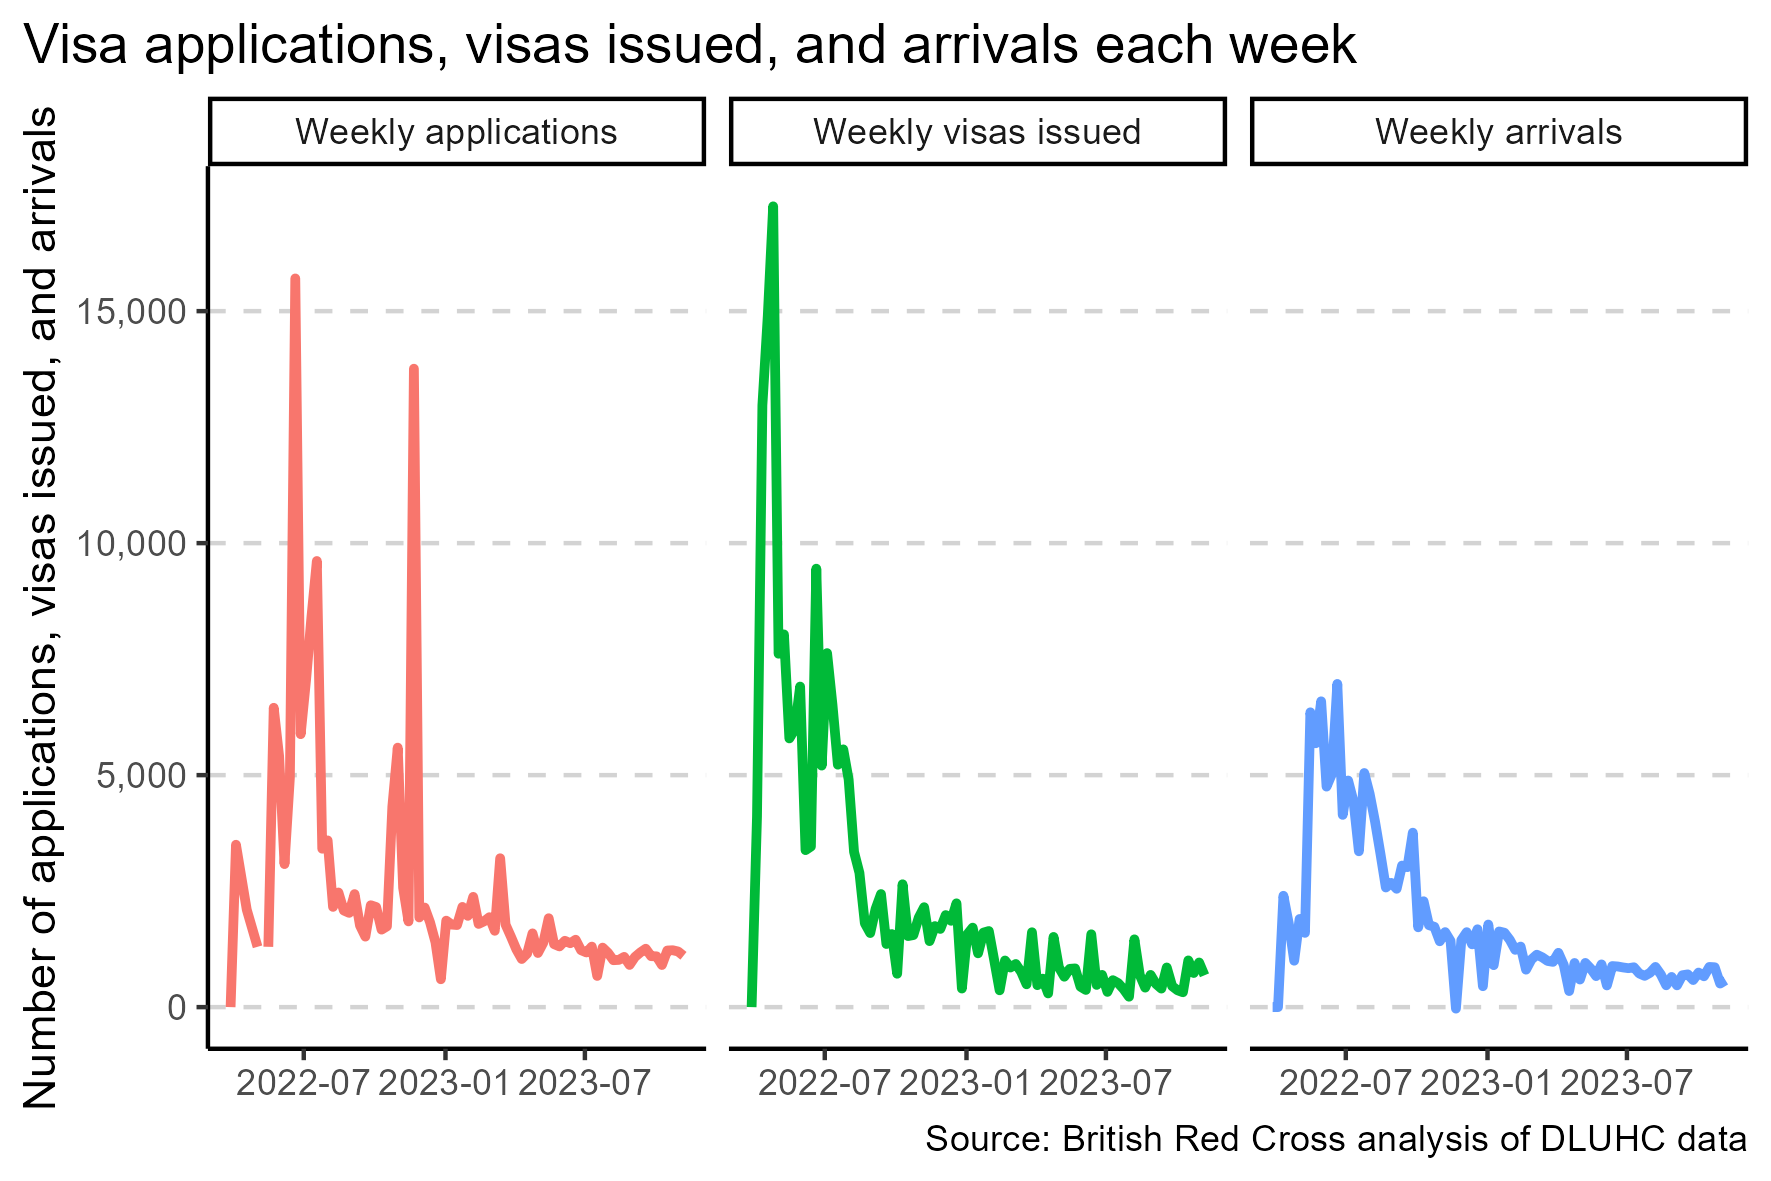 Visa applications, visas issued, and arrivals each week
Number of applications, visas issued, and arrivals
Weekly applications
Weekly visas issued
Weekly arrivals
15,000
10,000
5,000
0
2022-07 2023-01 2023-07
2022-07 2023-01 2023-07
2022-07 2023-01 2023-07
Source: British Red Cross analysis of DLUHC data